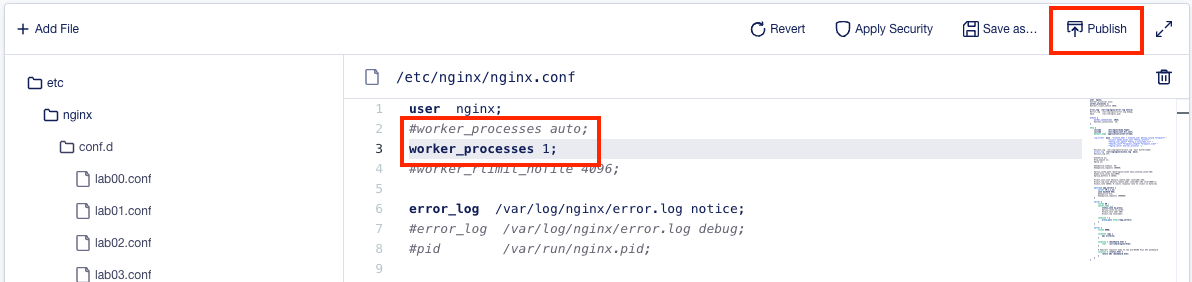 Add File
Revert
Apply Security
Save as...
Publish
etc
nginx
conf.d
lab00.conf
lab01.conf
lab02.conf
lab03.conf
/etc/nginx/nginx.conf
1 user  nginx;
2 #worker_processes auto;
3 worker_processes 1;
4 #worker_rlimit_nofile 4096;
5
6 error_log  /var/log/nginx/error.log notice;
7 #error_log  /var/log/nginx/error.log debug;
8 #pid        /var/run/nginx.pid;
9